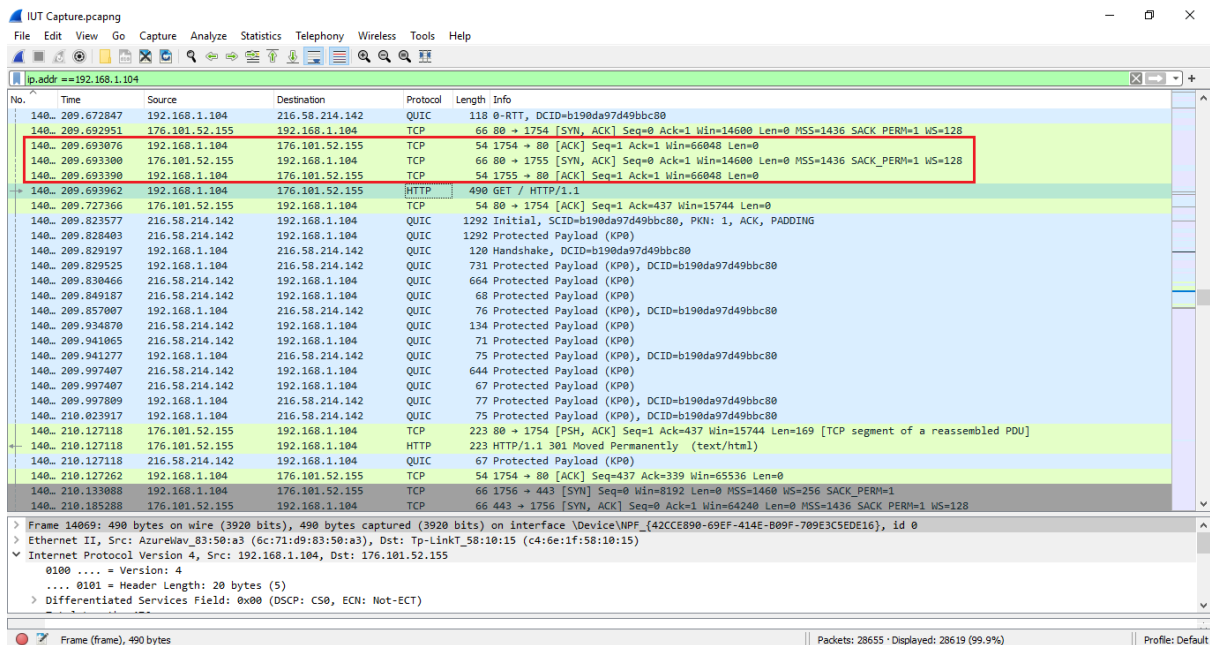 IUT Capture.pcapng
File Edit View Go Capture Analyze Statistics Telephony Wireless Tools Help
ip.addr ==192.168.1.104
No. Time Source Destination Protocol Length Info
140… 209.672847 192.168.1.104 216.58.214.142 QUIC 118 0-RTT, DCID=b190da97d49bbc80
140… 209.692951 176.101.52.155 192.168.1.104 TCP 66 80 → 1754 [SYN, ACK] Seq=0 Ack=1 Win=14600 Len=0 MSS=1436 SACK_PERM=1 WS=128
140… 209.693076 192.168.1.104 176.101.52.155 TCP 54 1754 → 80 [ACK] Seq=1 Ack=1 Win=66048 Len=0
140… 209.693300 176.101.52.155 192.168.1.104 TCP 66 80 → 1755 [SYN, ACK] Seq=0 Ack=1 Win=14600 Len=0 MSS=1436 SACK_PERM=1 WS=128
140… 209.693390 192.168.1.104 176.101.52.155 TCP 54 1755 → 80 [ACK] Seq=1 Ack=1 Win=66048 Len=0
140… 209.693962 192.168.1.104 176.101.52.155 HTTP 490 GET / HTTP/1.1
140… 209.727366 176.101.52.155 192.168.1.104 TCP 54 80 → 1754 [ACK] Seq=1 Ack=437 Win=15744 Len=0
140… 209.823577 216.58.214.142 192.168.1.104 QUIC 1292 Initial, SCID=b190da97d49bbc80, PKN: 1, ACK, PADDING
140… 209.828403 216.58.214.142 192.168.1.104 QUIC 1292 Protected Payload (KP0)
140… 209.829197 192.168.1.104 216.58.214.142 QUIC 120 Handshake, DCID=b190da97d49bbc80
140… 209.829525 192.168.1.104 216.58.214.142 QUIC 731 Protected Payload (KP0), DCID=b190da97d49bbc80
140… 209.830466 216.58.214.142 192.168.1.104 QUIC 664 Protected Payload (KP0)
140… 209.849187 216.58.214.142 192.168.1.104 QUIC 68 Protected Payload (KP0)
140… 209.857007 192.168.1.104 216.58.214.142 QUIC 76 Protected Payload (KP0), DCID=b190da97d49bbc80
140… 209.934870 216.58.214.142 192.168.1.104 QUIC 134 Protected Payload (KP0)
140… 209.941065 216.58.214.142 192.168.1.104 QUIC 71 Protected Payload (KP0)
140… 209.941277 192.168.1.104 216.58.214.142 QUIC 75 Protected Payload (KP0), DCID=b190da97d49bbc80
140… 209.997407 216.58.214.142 192.168.1.104 QUIC 644 Protected Payload (KP0)
140… 209.997407 216.58.214.142 192.168.1.104 QUIC 67 Protected Payload (KP0)
140… 209.997809 192.168.1.104 216.58.214.142 QUIC 77 Protected Payload (KP0), DCID=b190da97d49bbc80
140… 210.023917 192.168.1.104 216.58.214.142 QUIC 75 Protected Payload (KP0), DCID=b190da97d49bbc80
140… 210.127118 176.101.52.155 192.168.1.104 TCP 223 80 → 1754 [PSH, ACK] Seq=1 Ack=437 Win=15744 Len=169 [TCP segment of a reassembled PDU]
140… 210.127118 176.101.52.155 192.168.1.104 HTTP 223 HTTP/1.1 301 Moved Permanently (text/html)
140… 210.127118 216.58.214.142 192.168.1.104 QUIC 67 Protected Payload (KP0)
140… 210.127262 192.168.1.104 176.101.52.155 TCP 54 1754 → 80 [ACK] Seq=437 Ack=339 Win=65536 Len=0
140… 210.133088 192.168.1.104 176.101.52.155 TCP 66 1756 → 443 [SYN] Seq=0 Win=8192 Len=0 MSS=1460 WS=256 SACK_PERM=1
140… 210.185288 176.101.52.155 192.168.1.104 TCP 66 443 → 1756 [SYN, ACK] Seq=0 Ack=1 Win=64240 Len=0 MSS=1436 SACK_PERM=1 WS=128
Frame 14069: 490 bytes on wire (3920 bits), 490 bytes captured (3920 bits) on interface \Device\NPF_{42CCE890-69EF-414E-B09F-709E3C5EDE16}, id 0
Ethernet II, Src: AzureWav_83:50:a3 (6c:71:d9:83:50:a3), Dst: Tp-LinkT_58:10:15 (c4:6e:1f:58:10:15)
Internet Protocol Version 4, Src: 192.168.1.104, Dst: 176.101.52.155
0100 .... = Version: 4
.... 0101 = Header Length: 20 bytes (5)
Differentiated Services Field: 0x00 (DSCP: CS0, ECN: Not-ECT)
Frame (frame), 490 bytes
Packets: 28655 · Displayed: 28619 (99.9%)
Profile: Default